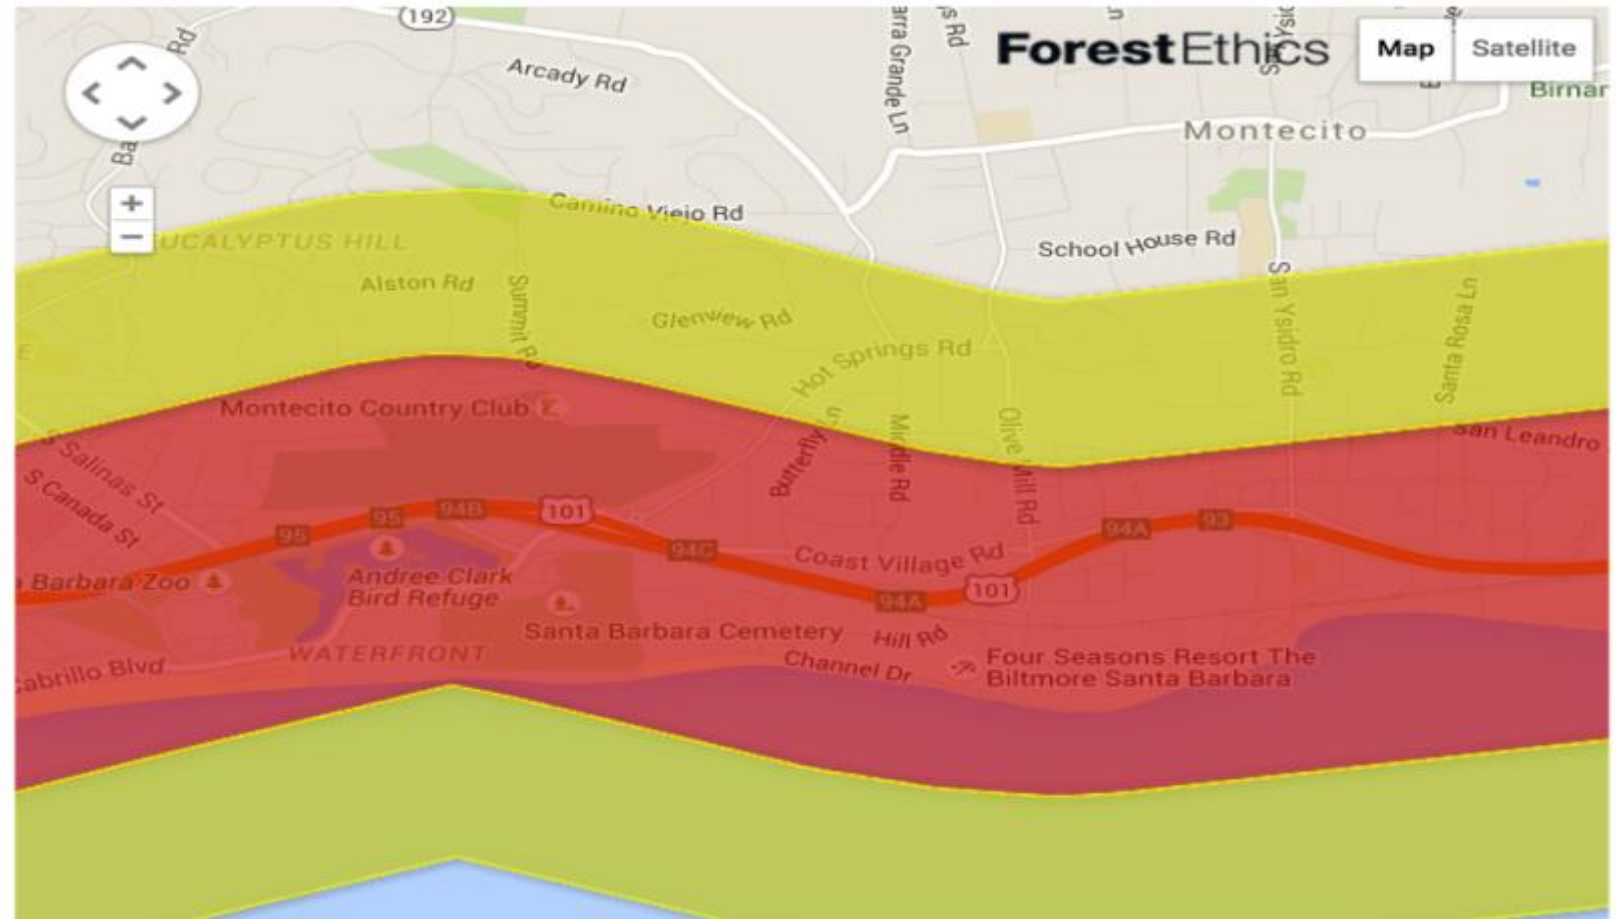 192
Rd
Arcady Rd
ForestEthics
Map
Satellite
Montecito
Camino Viejo Rd
EUCALYPTUS HILL
School House Rd
Alston Rd
Summit Rd
Glenview Rd
Hot Springs Rd
San Ysidro Rd
Santa Rosa Ln
Montecito Country Club
Butterfly Ln
Middle Rd
Olive Mill Rd
San Leandro
S Salinas St
S Canada St
95
95
94B
101
94C
94A
93
Coast Village Rd
Barbara Zoo
Andree Clark
Bird Refuge
94A
101
Santa Barbara Cemetery
Hill Rd
WATERFRONT
Cabrillo Blvd
Channel Dr
Four Seasons Resort The
Biltmore Santa Barbara